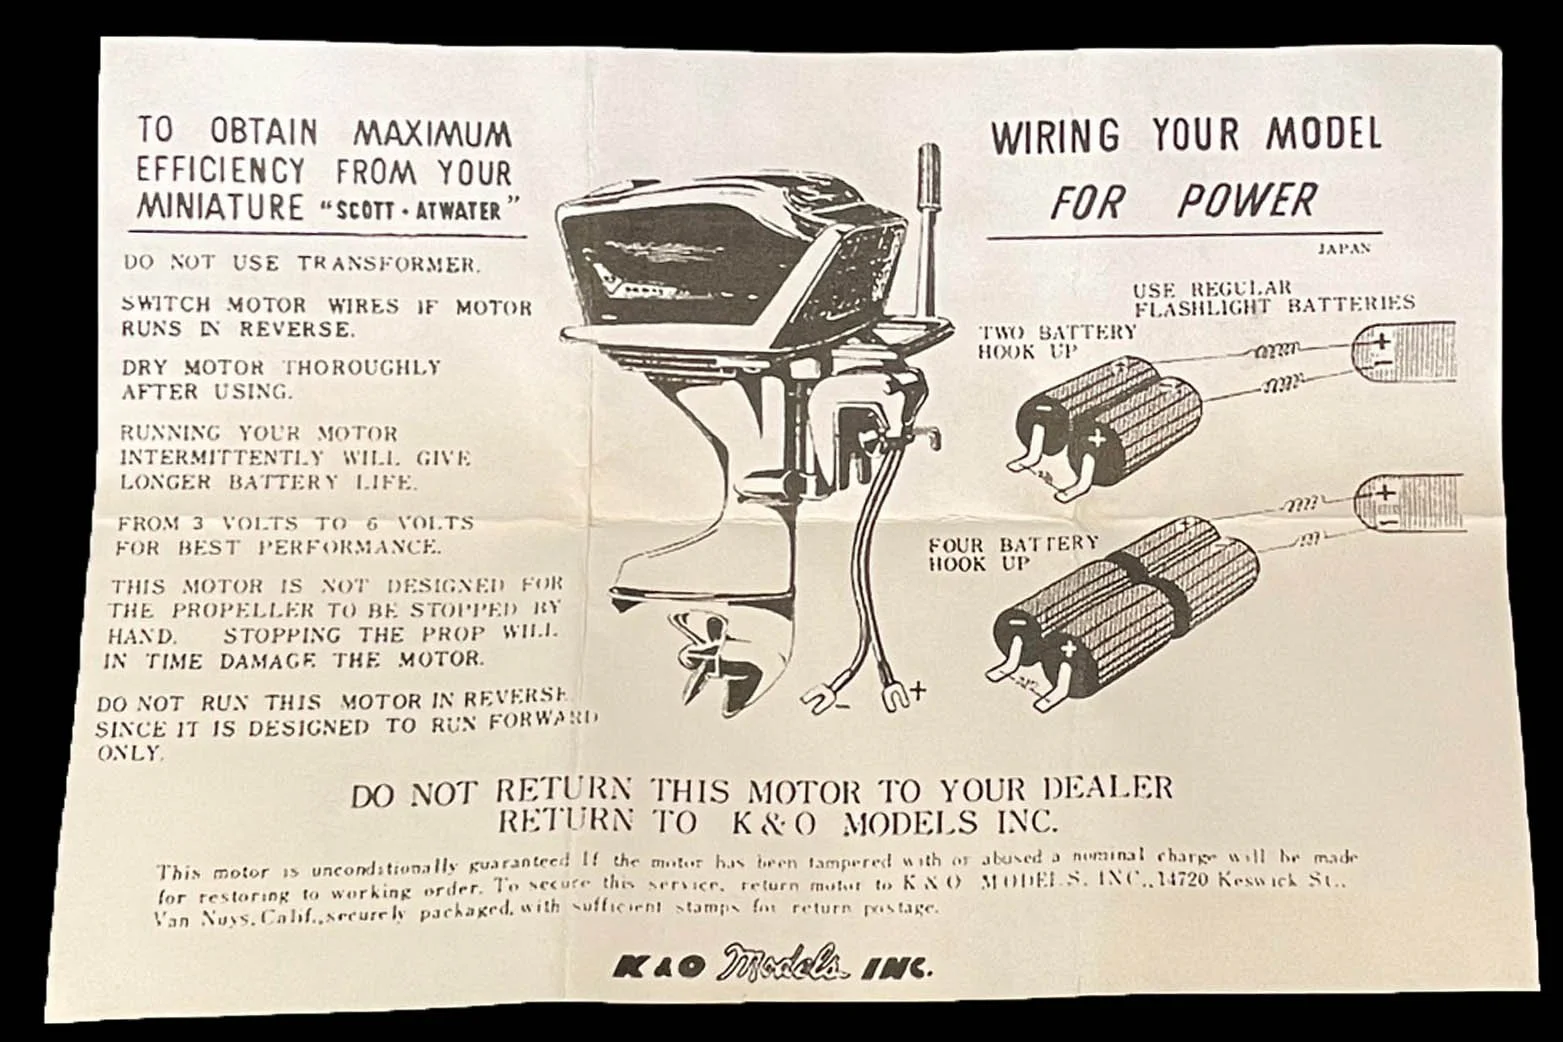 TO OBTAIN MAXIMUM
EFFICIENCY FROM YOUR
MINIATURE "SCOTT • ATWATER"
DO NOT USE TRANSFORMER.
SWITCH MOTOR WIRES IF MOTOR
RUNS IN REVERSE.
DRY MOTOR THOROUGHLY
AFTER USING.
RUNNING YOUR MOTOR
INTERMITTENTLY WILL GIVE
LONGER BATTERY LIFE.
FROM 3 VOLTS TO 6 VOLTS
FOR BEST PERFORMANCE.
THIS MOTOR IS NOT DESIGNED FOR
THE PROPELLER TO BE STOPPED BY
HAND. STOPPING THE PROP WILL
IN TIME DAMAGE THE MOTOR.
DO NOT RUN THIS MOTOR IN REVERSE
SINCE IT IS DESIGNED TO RUN FORWARD
ONLY.
- +
WIRING YOUR MODEL
FOR POWER
JAPAN
USE REGULAR
FLASHLIGHT BATTERIES
TWO BATTERY
HOOK UP
+
-
- +
FOUR BATTERY
HOOK UP
+
-
- +
DO NOT RETURN THIS MOTOR TO YOUR DEALER
RETURN TO K & O MODELS INC.
This motor is unconditionally guaranteed If the motor has been tampered with or abused a nominal charge will be made
for restoring to working order. To secure this service, return motor to K & O MODELS, INC., 14720 Keswick St.,
Van Nuys, Calif., securely packaged, with sufficient stamps for return postage.
K & O Models INC.